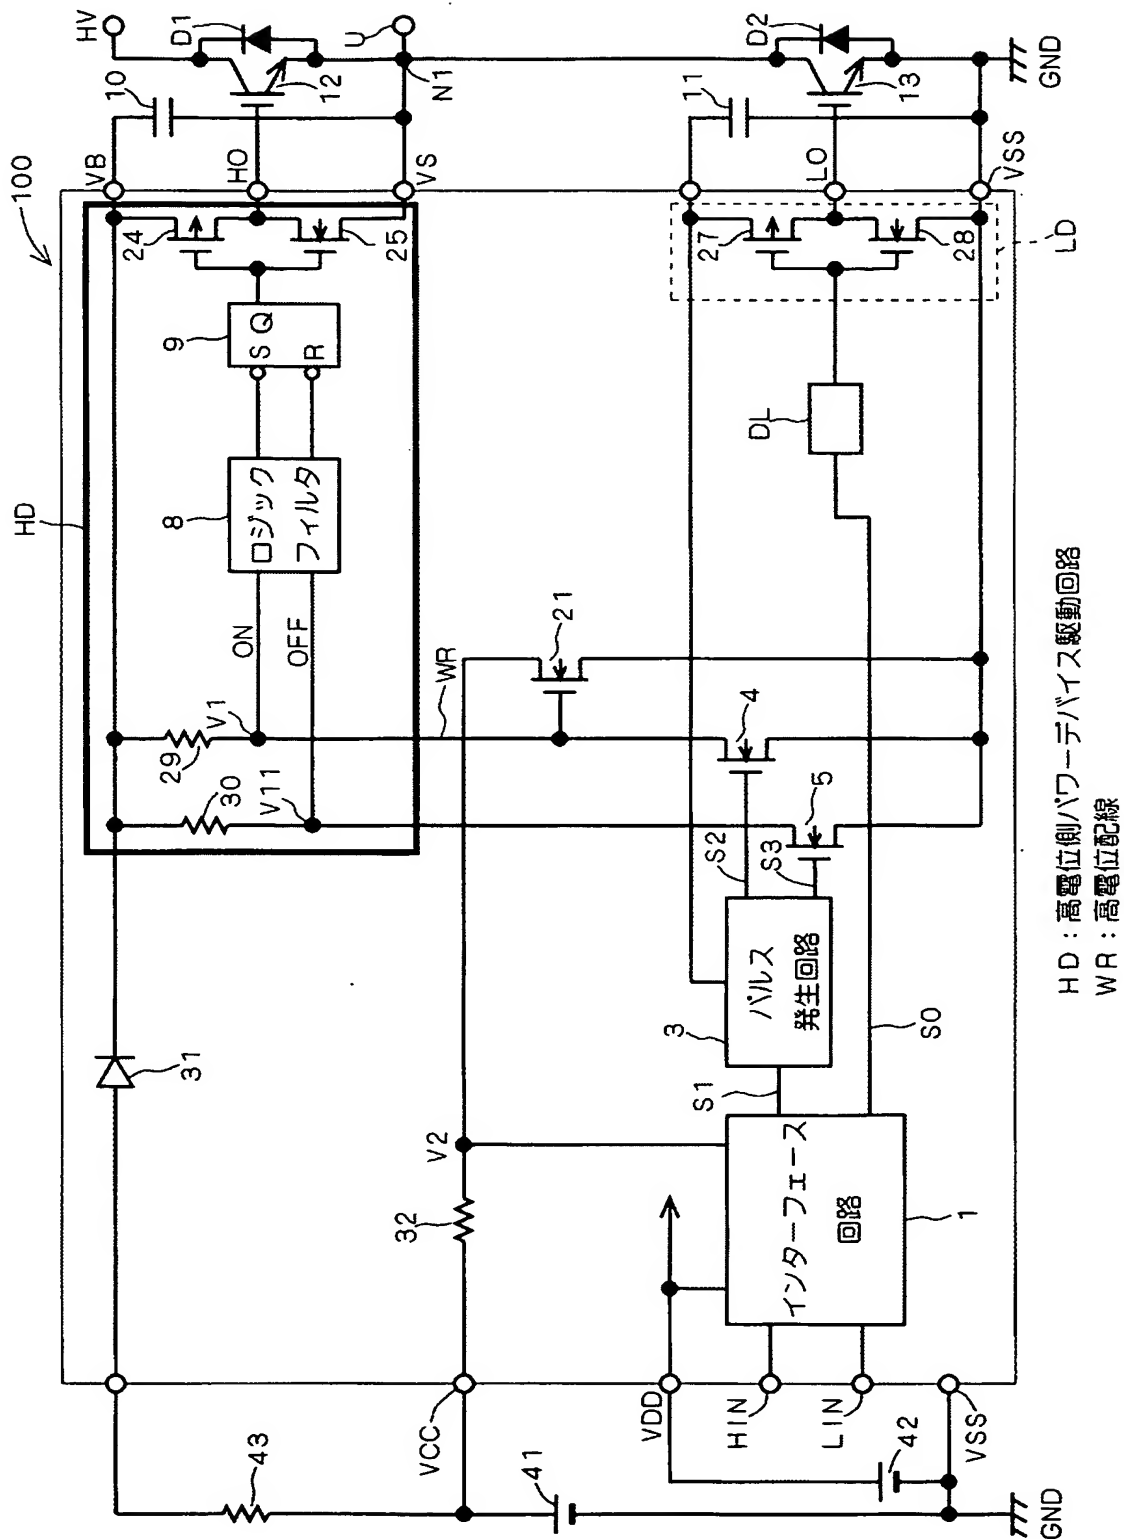 100
HV
D1
U
12
N1
10
VB
HO
VS
24
25
9
S Q
R
8
ロジック
フィルタ
HD
ON
OFF
V1
29
30
V11
WR
21
31
V2
32
VCC
43
41
D2
13
GND
11
LO
VSS
27
28
LD
DL
4
5
S2
S3
3
パルス
発生回路
S1
S0
インターフェース
回路
1
VDD
HIN
LIN
VSS
42
GND
HD:高電位側パワーデバイス駆動回路
WR:高電位配線